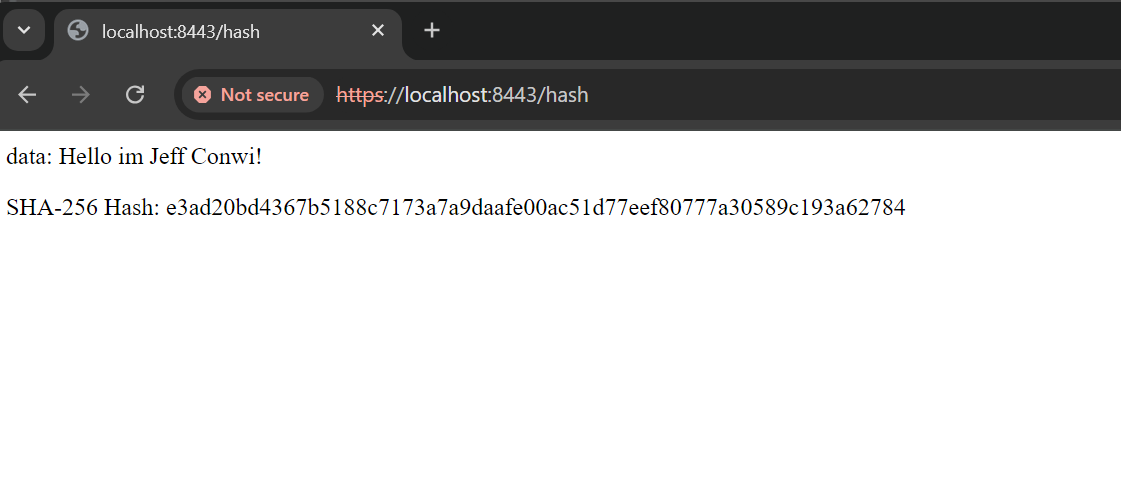 localhost:8443/hash
Not secure https://localhost:8443/hash
data: Hello im Jeff Conwi!
SHA-256 Hash: e3ad20bd4367b5188c7173a7a9daafe00ac51d77eef80777a30589c193a62784